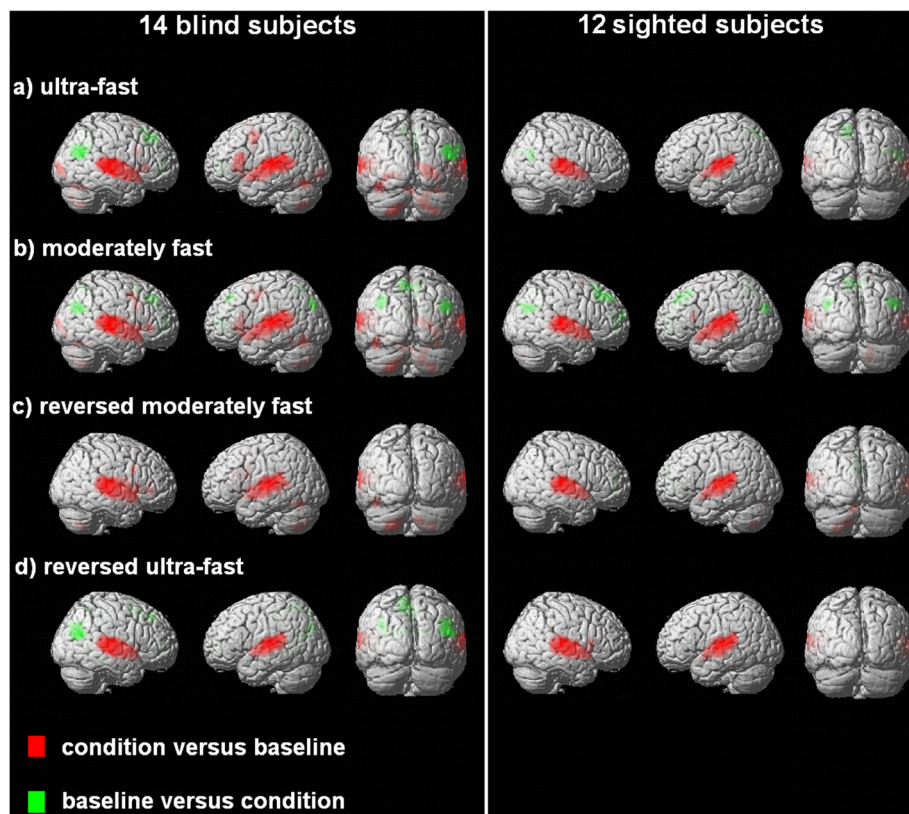 14 blind subjects
12 sighted subjects
a) ultra-fast
b) moderately fast
c) reversed moderately fast
d) reversed ultra-fast
condition versus baseline
baseline versus condition